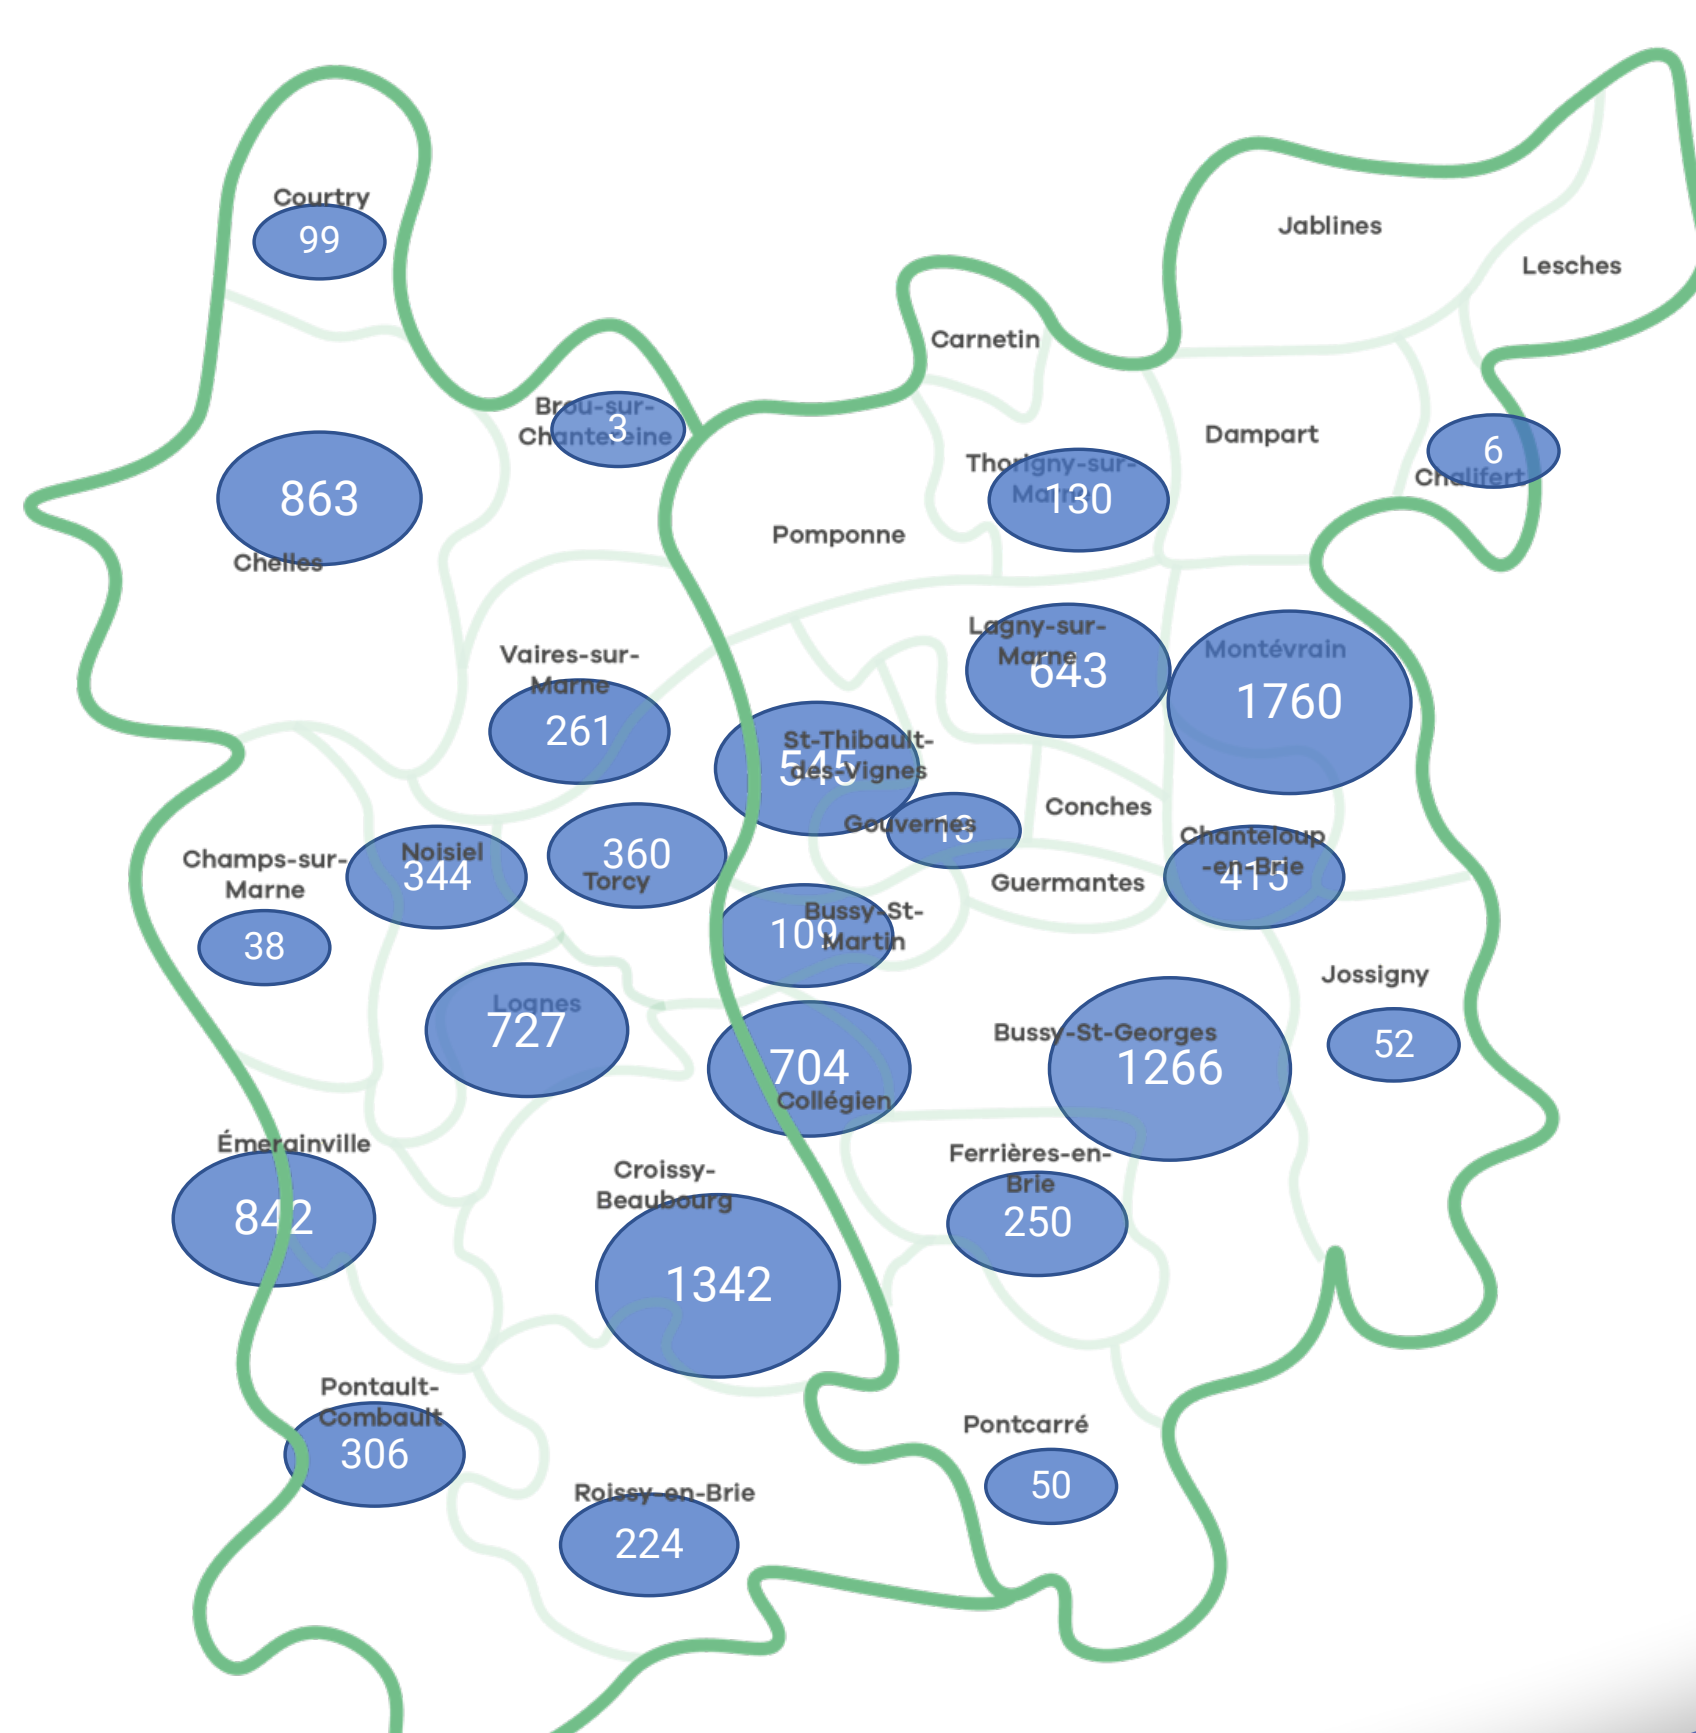 Courtry
99
Jablines
Lesches
Carnetin
Brou-sur-
Chantereine
3
Dampart
6
Chalifert
863
Chelles
Thorigny-sur-
Marne
130
Pomponne
Lagny-sur-
Marne
643
Montévrain
1760
Vaires-sur-
Marne
261
St-Thibault-
des-Vignes
545
Gouvernes
13
Conches
Chanteloup
-en-Brie
415
Champs-sur-
Marne
38
Noisiel
344
360
Torcy
Guermantes
Bussy-St-
Martin
109
Jossigny
52
Lognes
727
704
Collégien
Bussy-St-Georges
1266
Émerainville
842
Croissy-
Beaubourg
1342
Ferrières-en-
Brie
250
Pontault-
Combault
306
Pontcarré
50
Roissy-en-Brie
224